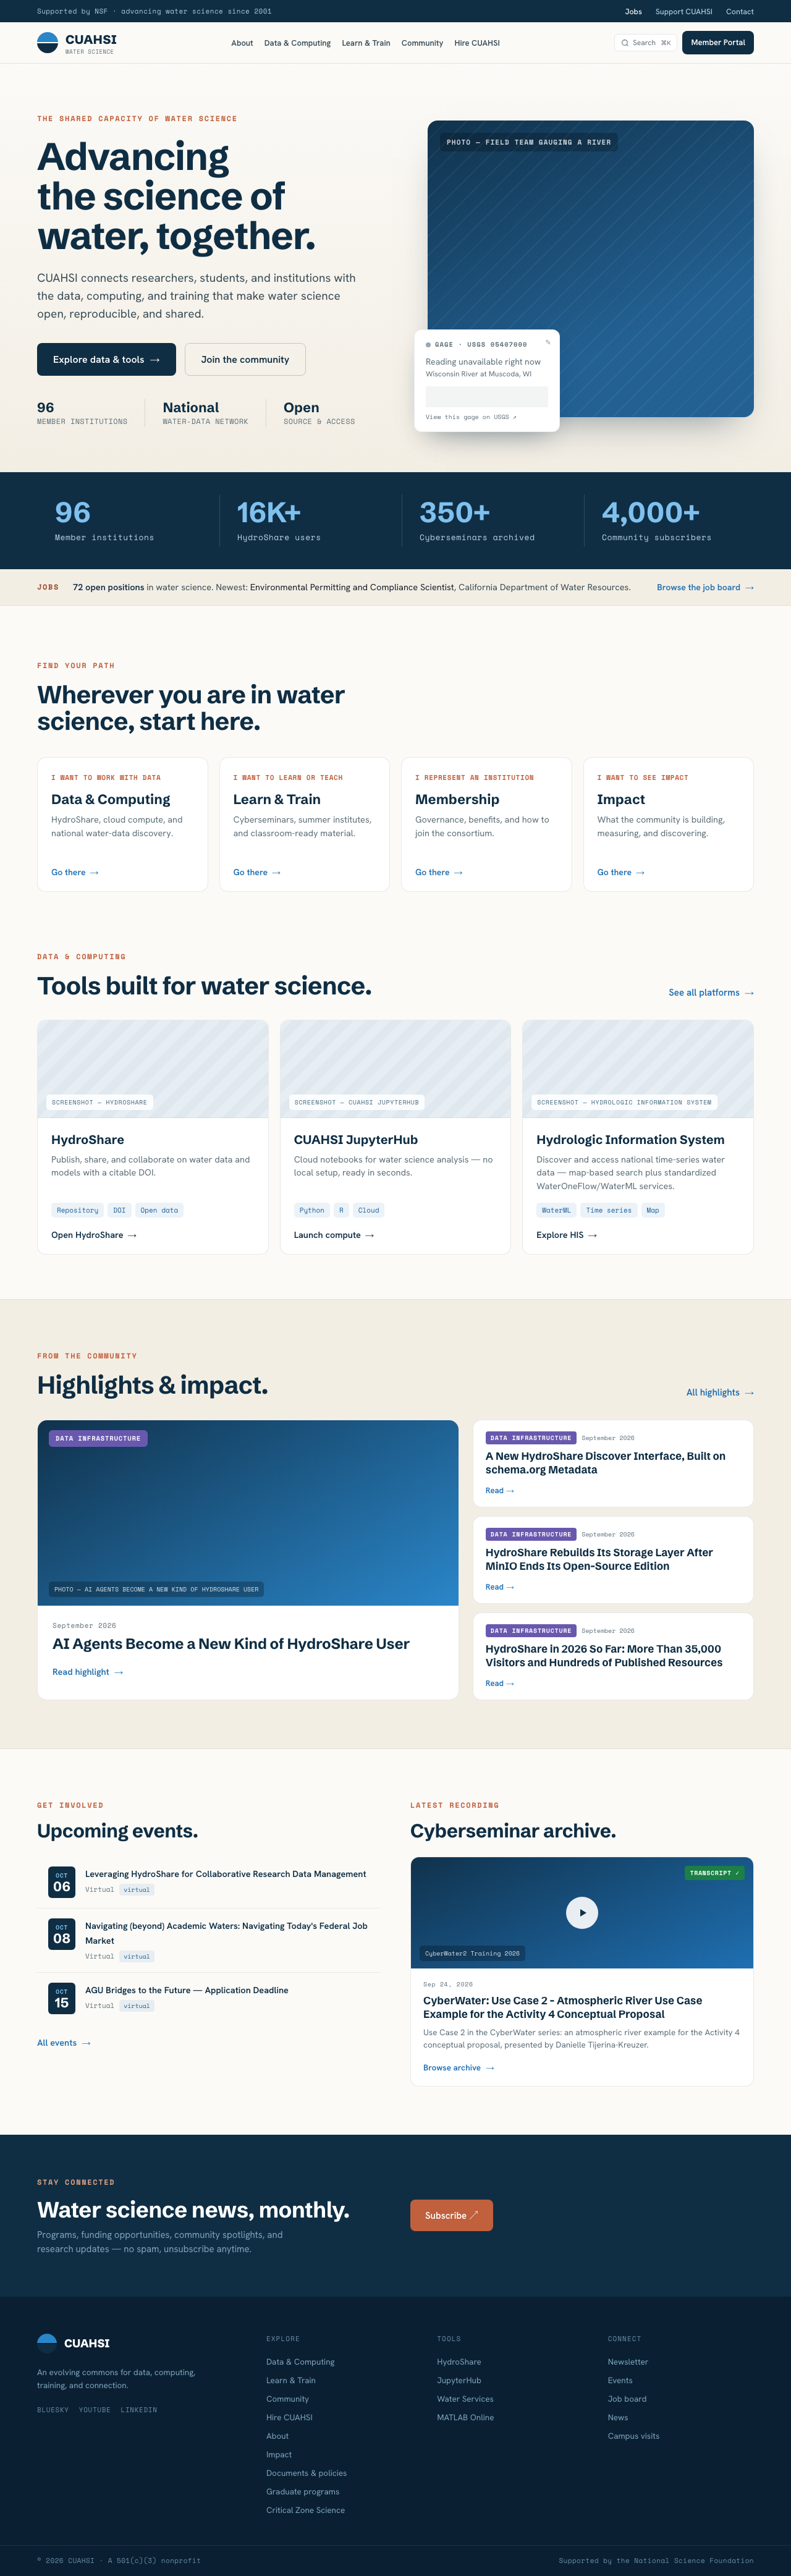 Supported by NSF · advancing water science since 2001
Jobs Support CUAHSI Contact
CUAHSI
WATER SCIENCE
About Data & Computing Learn & Train Community Hire CUAHSI
Search ⌘K
Member Portal
THE SHARED CAPACITY OF WATER SCIENCE
Advancing
the science of
water, together.
CUAHSI connects researchers, students, and institutions with
the data, computing, and training that make water science
open, reproducible, and shared.
Explore data & tools →
Join the community
96
MEMBER INSTITUTIONS
National
WATER-DATA NETWORK
Open
SOURCE & ACCESS
PHOTO — FIELD TEAM GAUGING A RIVER
GAGE · USGS 05407000
Reading unavailable right now
Wisconsin River at Muscoda, WI
View this gage on USGS ↗
96
Member institutions
16K+
HydroShare users
350+
Cyberseminars archived
4,000+
Community subscribers
JOBS 72 open positions in water science. Newest: Environmental Permitting and Compliance Scientist, California Department of Water Resources. Browse the job board →
FIND YOUR PATH
Wherever you are in water
science, start here.
I WANT TO WORK WITH DATA
Data & Computing
HydroShare, cloud compute, and
national water-data discovery.
Go there →
I WANT TO LEARN OR TEACH
Learn & Train
Cyberseminars, summer institutes,
and classroom-ready material.
Go there →
I REPRESENT AN INSTITUTION
Membership
Governance, benefits, and how to
join the consortium.
Go there →
I WANT TO SEE IMPACT
Impact
What the community is building,
measuring, and discovering.
Go there →
DATA & COMPUTING
Tools built for water science.
See all platforms →
SCREENSHOT — HYDROSHARE
HydroShare
Publish, share, and collaborate on water data and
models with a citable DOI.
Repository DOI Open data
Open HydroShare →
SCREENSHOT — CUAHSI JUPYTERHUB
CUAHSI JupyterHub
Cloud notebooks for water science analysis — no
local setup, ready in seconds.
Python R Cloud
Launch compute →
SCREENSHOT — HYDROLOGIC INFORMATION SYSTEM
Hydrologic Information System
Discover and access national time-series water
data — map-based search plus standardized
WaterOneFlow/WaterML services.
WaterML Time series Map
Explore HIS →
FROM THE COMMUNITY
Highlights & impact.
All highlights →
DATA INFRASTRUCTURE
PHOTO — AI AGENTS BECOME A NEW KIND OF HYDROSHARE USER
September 2026
AI Agents Become a New Kind of HydroShare User
Read highlight →
DATA INFRASTRUCTURE September 2026
A New HydroShare Discover Interface, Built on
schema.org Metadata
Read →
DATA INFRASTRUCTURE September 2026
HydroShare Rebuilds Its Storage Layer After
MinIO Ends Its Open-Source Edition
Read →
DATA INFRASTRUCTURE September 2026
HydroShare in 2026 So Far: More Than 35,000
Visitors and Hundreds of Published Resources
Read →
GET INVOLVED
Upcoming events.
OCT
06
Leveraging HydroShare for Collaborative Research Data Management
Virtual virtual
OCT
08
Navigating (beyond) Academic Waters: Navigating Today's Federal Job
Market
Virtual virtual
OCT
15
AGU Bridges to the Future — Application Deadline
Virtual virtual
All events →
LATEST RECORDING
Cyberseminar archive.
TRANSCRIPT ✓
CyberWater2 Training 2026
Sep 24, 2026
CyberWater: Use Case 2 - Atmospheric River Use Case
Example for the Activity 4 Conceptual Proposal
Use Case 2 in the CyberWater series: an atmospheric river example for the Activity 4
conceptual proposal, presented by Danielle Tijerina-Kreuzer.
Browse archive →
STAY CONNECTED
Water science news, monthly.
Programs, funding opportunities, community spotlights, and
research updates — no spam, unsubscribe anytime.
Subscribe ↗
CUAHSI
An evolving commons for data, computing,
training, and connection.
BLUESKY YOUTUBE LINKEDIN
EXPLORE
Data & Computing
Learn & Train
Community
Hire CUAHSI
About
Impact
Documents & policies
Graduate programs
Critical Zone Science
TOOLS
HydroShare
JupyterHub
Water Services
MATLAB Online
CONNECT
Newsletter
Events
Job board
News
Campus visits
© 2026 CUAHSI · A 501(c)(3) nonprofit
Supported by the National Science Foundation